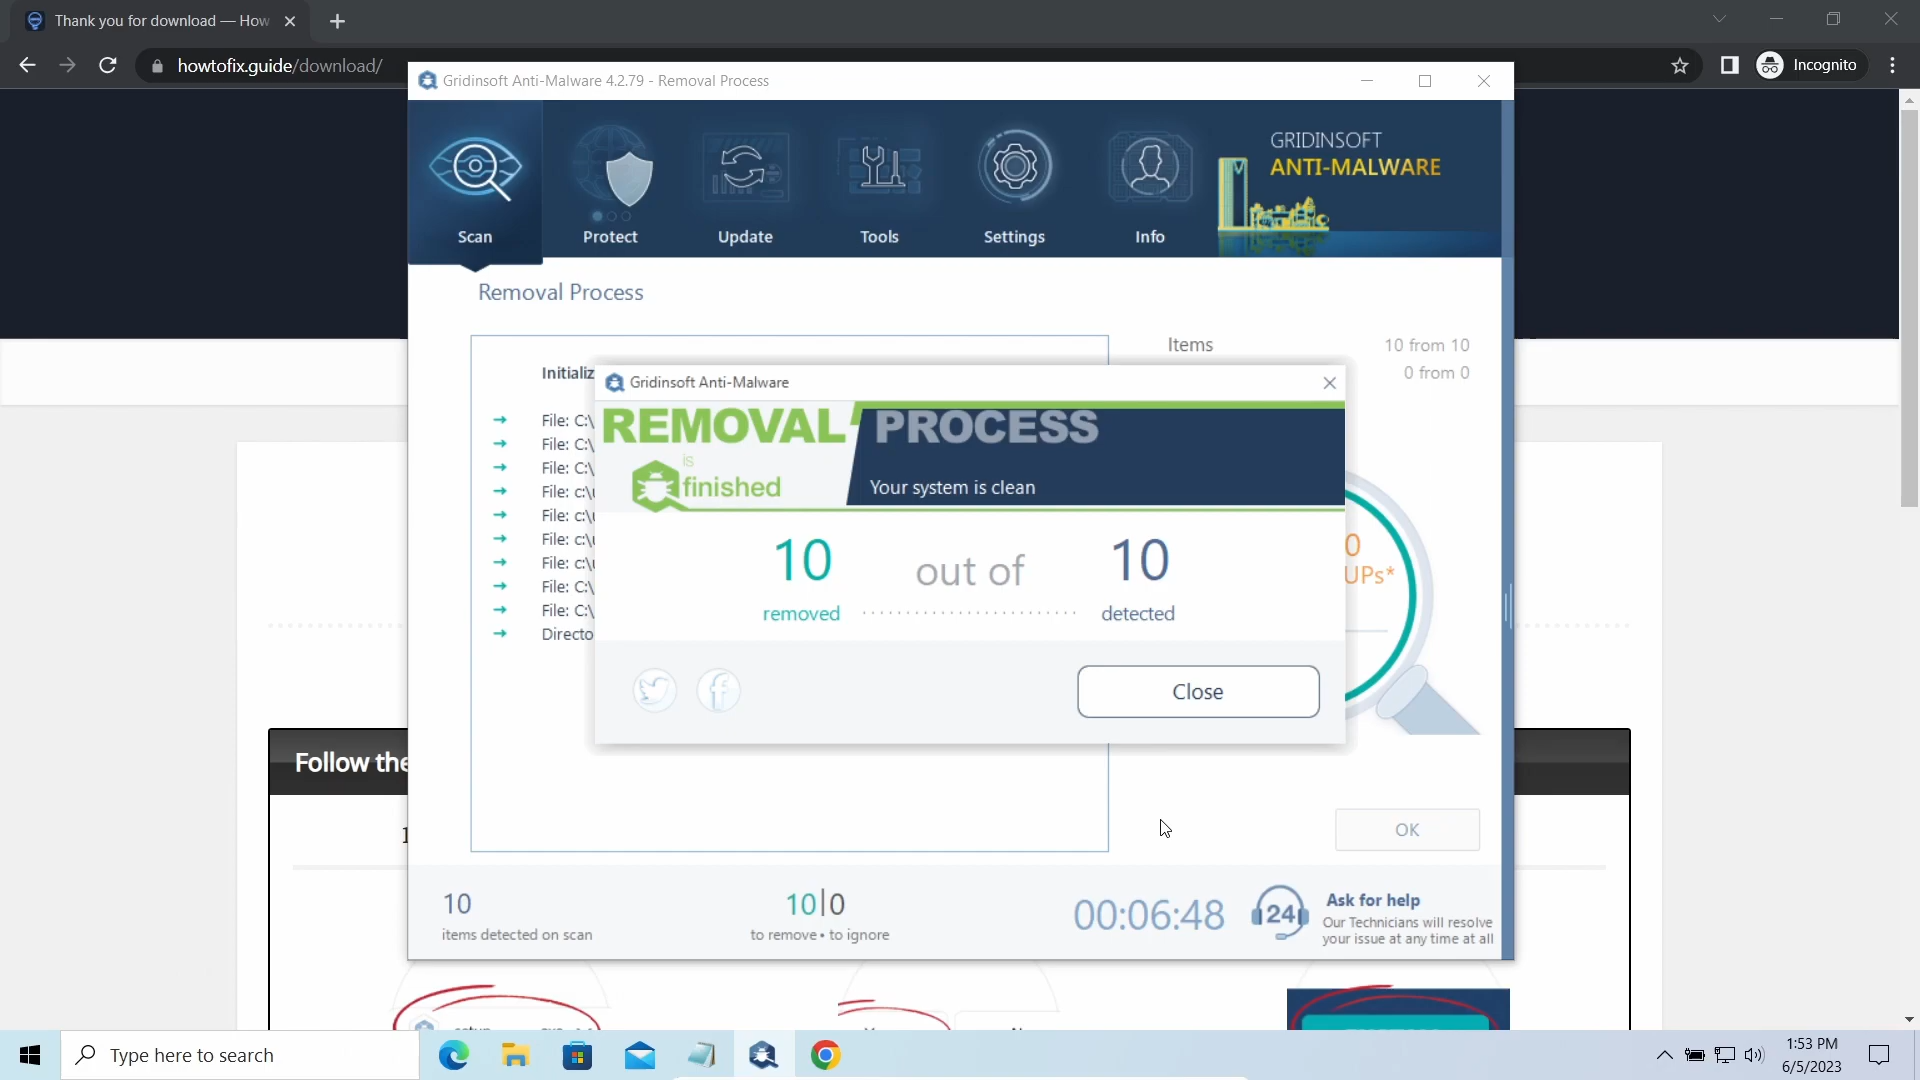 Thank you for download — How
howtofix.guide/download/
Incognito
Gridinsoft Anti-Malware 4.2.79 - Removal Process
Scan
Protect
Update
Tools
Settings
Info
GRIDINSOFT
ANTI-MALWARE
Removal Process
Items
10 from 10
0 from 0
Initializ
File: C:\
File: C:\
File: C:\
File: c:\u
File: c:\u
File: c:\u
File: c:\u
File: C:\
File: C:\
Directo
Gridinsoft Anti-Malware
REMOVAL PROCESS
is
finished
Your system is clean
10
out of
10
removed
detected
0
UPs*
Close
OK
Follow the
1
10
items detected on scan
10|0
to remove • to ignore
00:06:48
24
Ask for help
Our Technicians will resolve
your issue at any time at all
Type here to search
1:53 PM
6/5/2023